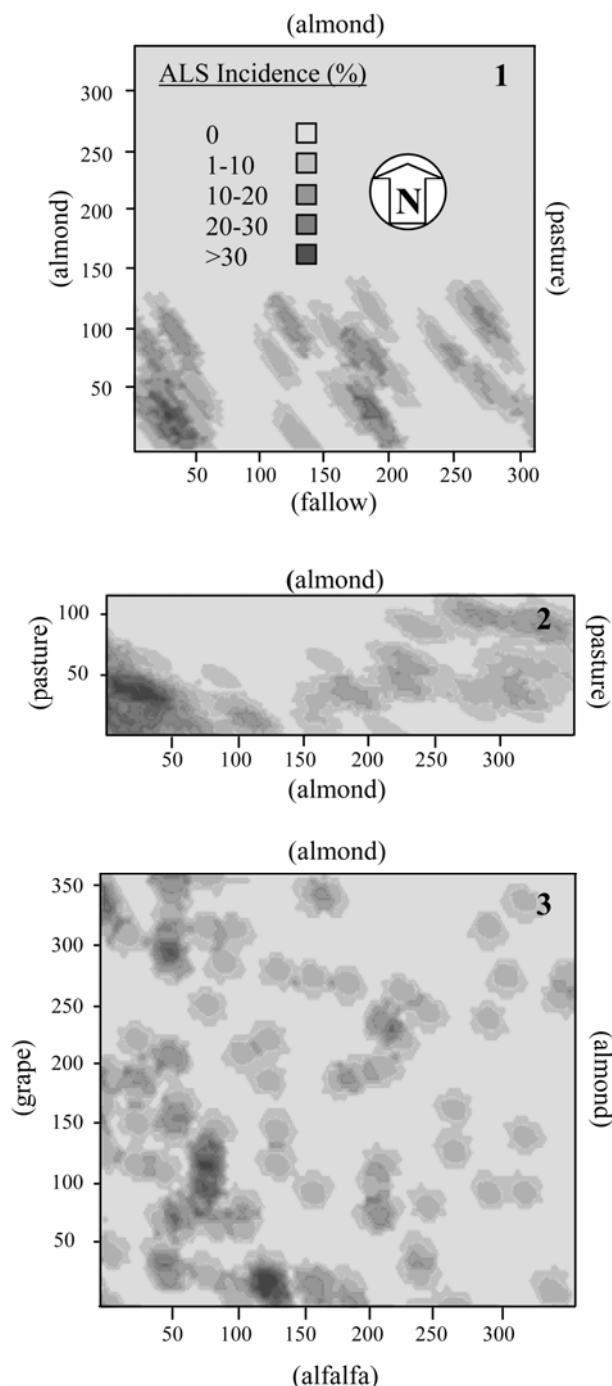 (almond)
ALS Incidence (%)
1
0
1-10
10-20
20-30
>30
N
300
250
200
150
100
50
(almond)
(pasture)
50 100 150 200 250 300
(fallow)
(almond)
2
100
50
(pasture)
(pasture)
50 100 150 200 250 300
(almond)
(almond)
3
350
300
250
200
150
100
50
(grape)
(almond)
50 100 150 200 250 300
(alfalfa)